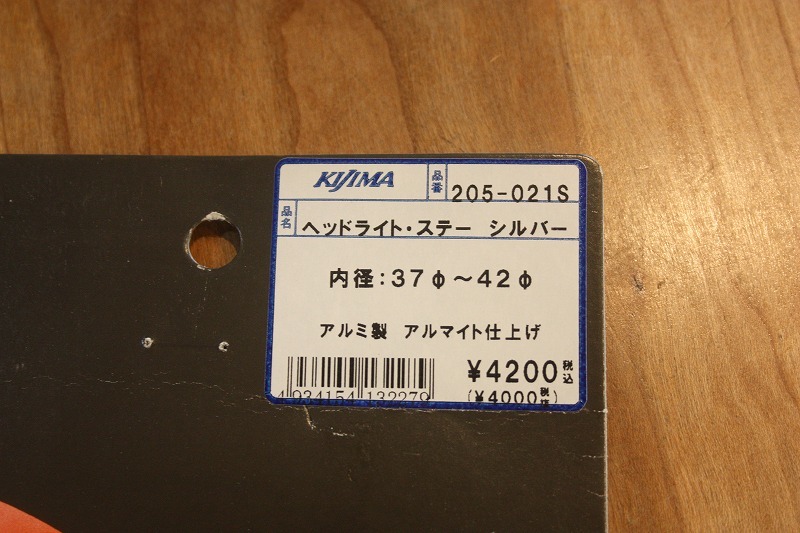 KIJIMA 品番 205-021S
品名 ヘッドライト・ステー シルバー
内径:37φ～42φ
アルミ製 アルマイト仕上げ
¥4200税込
(¥4000税抜)
4934154132279